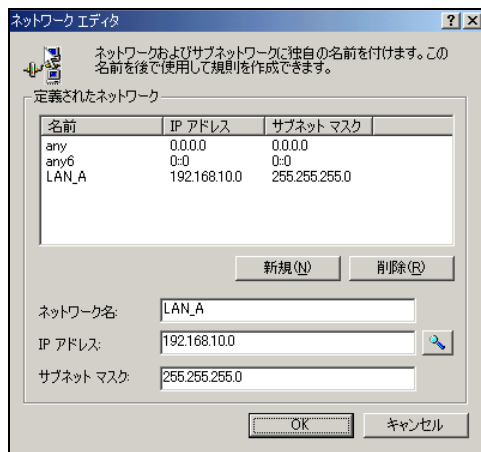 ネットワーク エディタ
ネットワークおよびサブネットワークに独自の名前を付けます。この
名前を後で使用して規則を作成できます。
定義されたネットワーク
名前 IP アドレス サブネット マスク
any 0.0.0.0 0.0.0.0
any6 0::0 0::0
LAN_A 192.168.10.0 255.255.255.0
新規(N) 削除(R)
ネットワーク名: LAN_A
IP アドレス: 192.168.10.0
サブネット マスク: 255.255.255.0
OK キャンセル